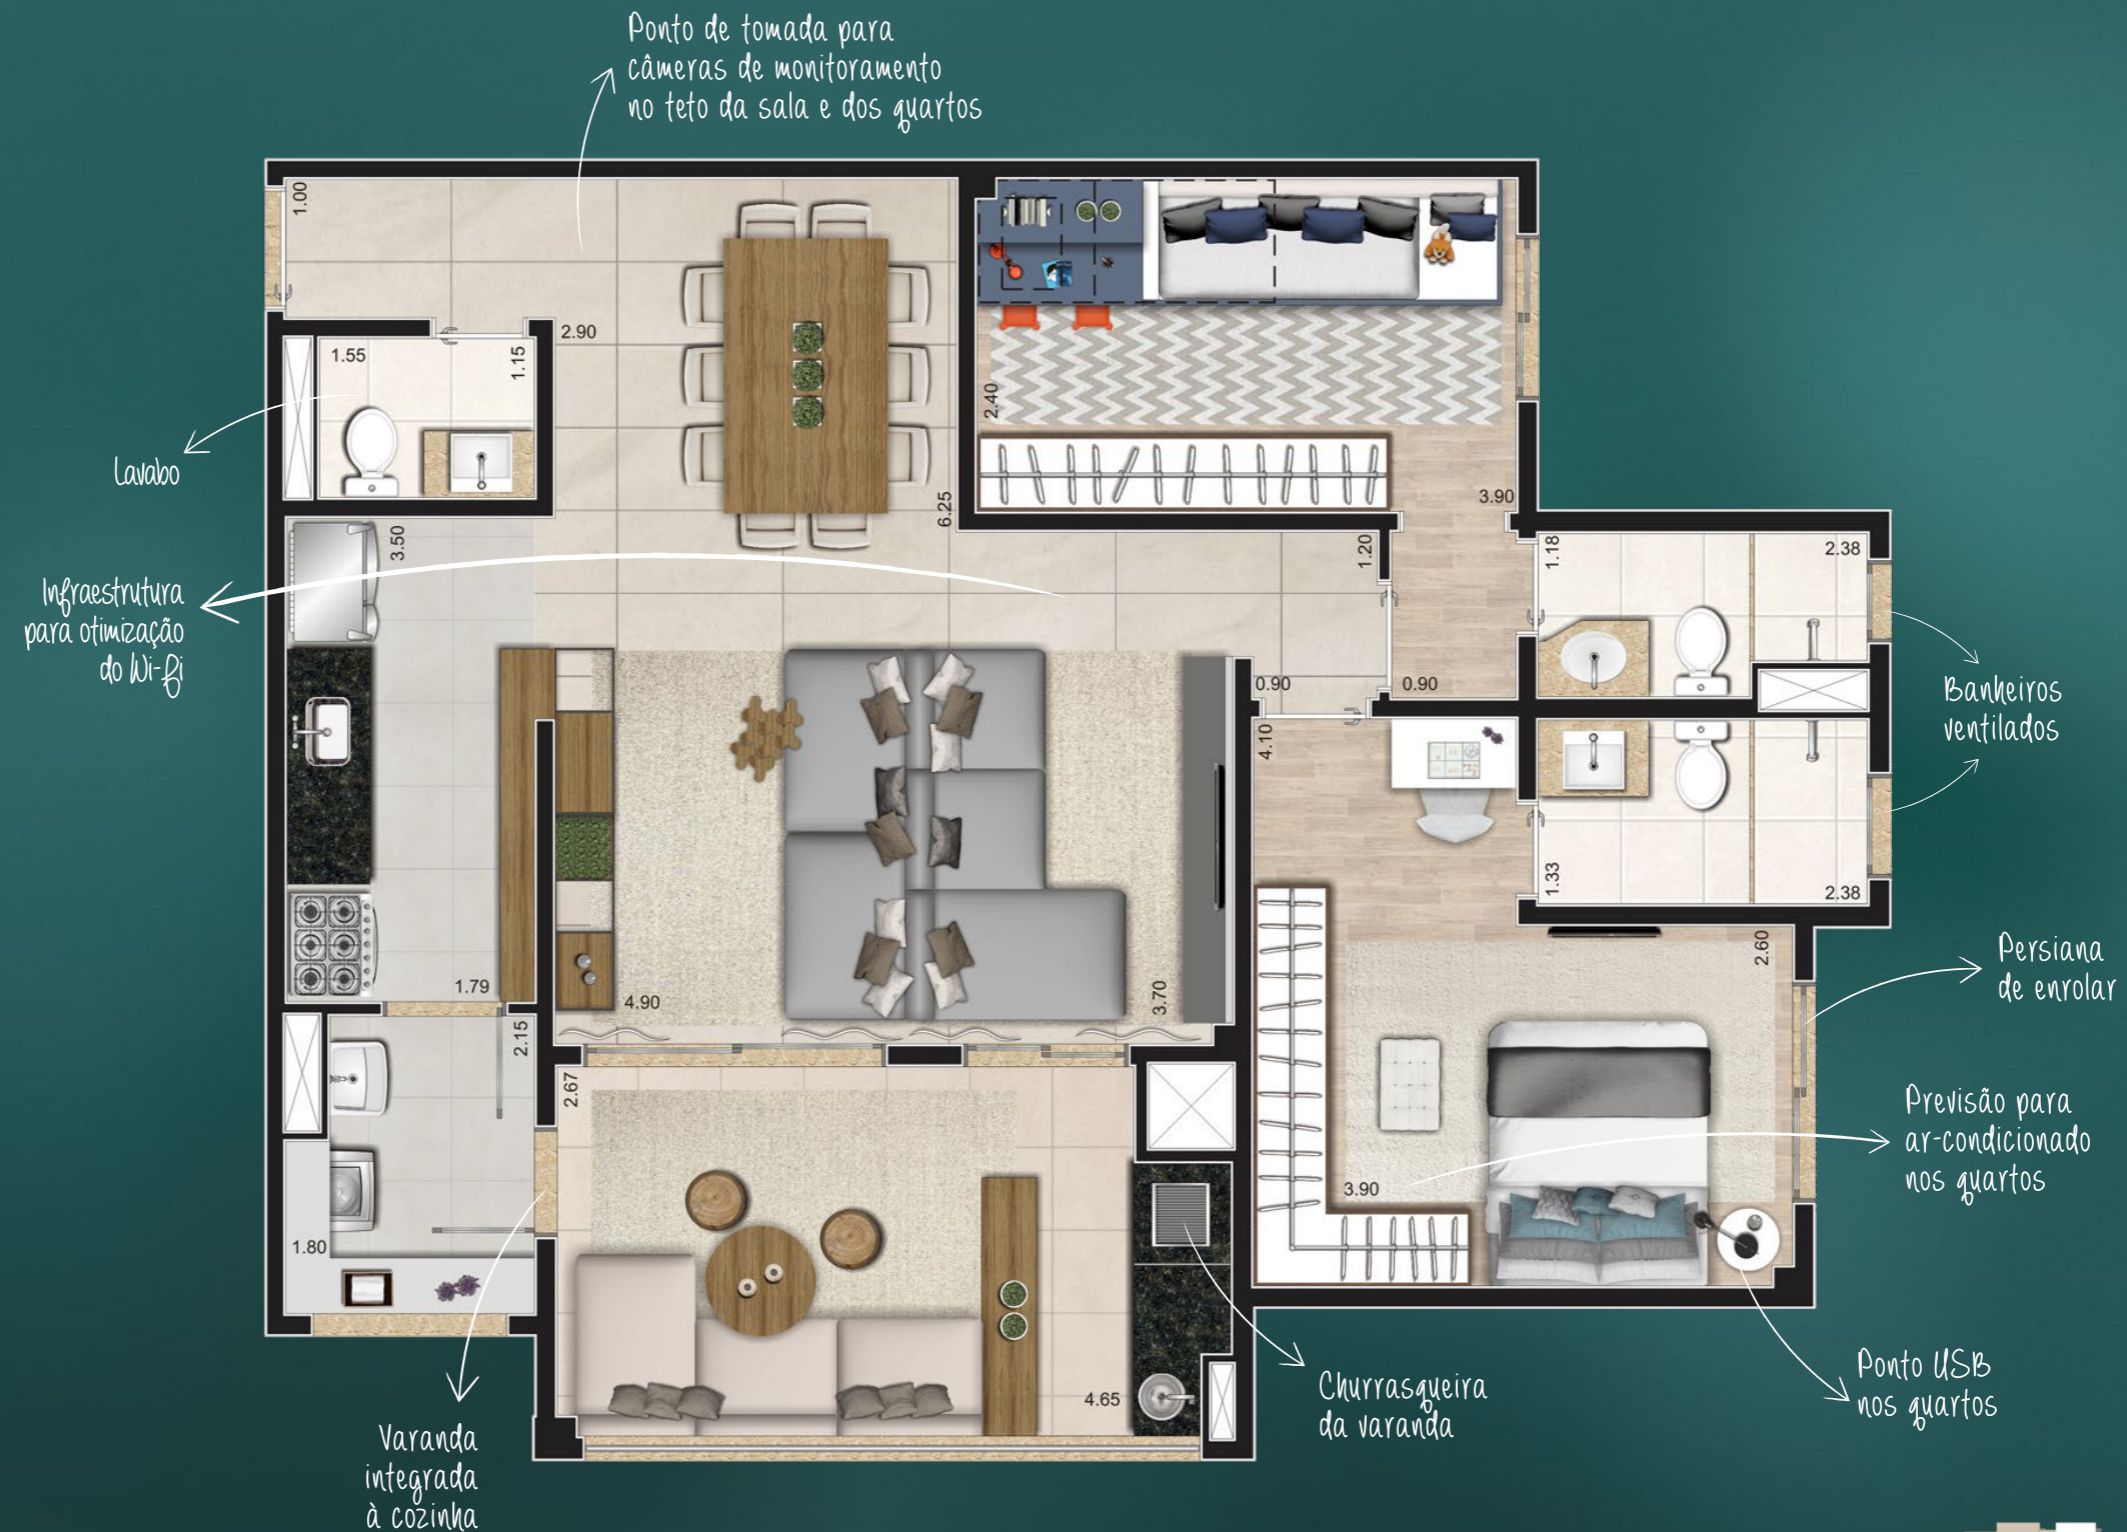 Ponto de tomada para
câmeras de monitoramento
no teto da sala e dos quartos
1.00
2.90
1.55
1.15
2.40
Lavabo
6.25
3.90
3.50
1.20
1.18
2.38
Infraestrutura
para otimização
do Wi-Fi
0.90
0.90
Banheiros
ventilados
4.10
1.33
2.38
2.60
Persiana
de enrolar
1.79
4.90
3.70
2.15
2.67
Previsão para
ar-condicionado
nos quartos
3.90
1.80
4.65
Churrasqueira
da varanda
Ponto USB
nos quartos
Varanda
integrada
à cozinha